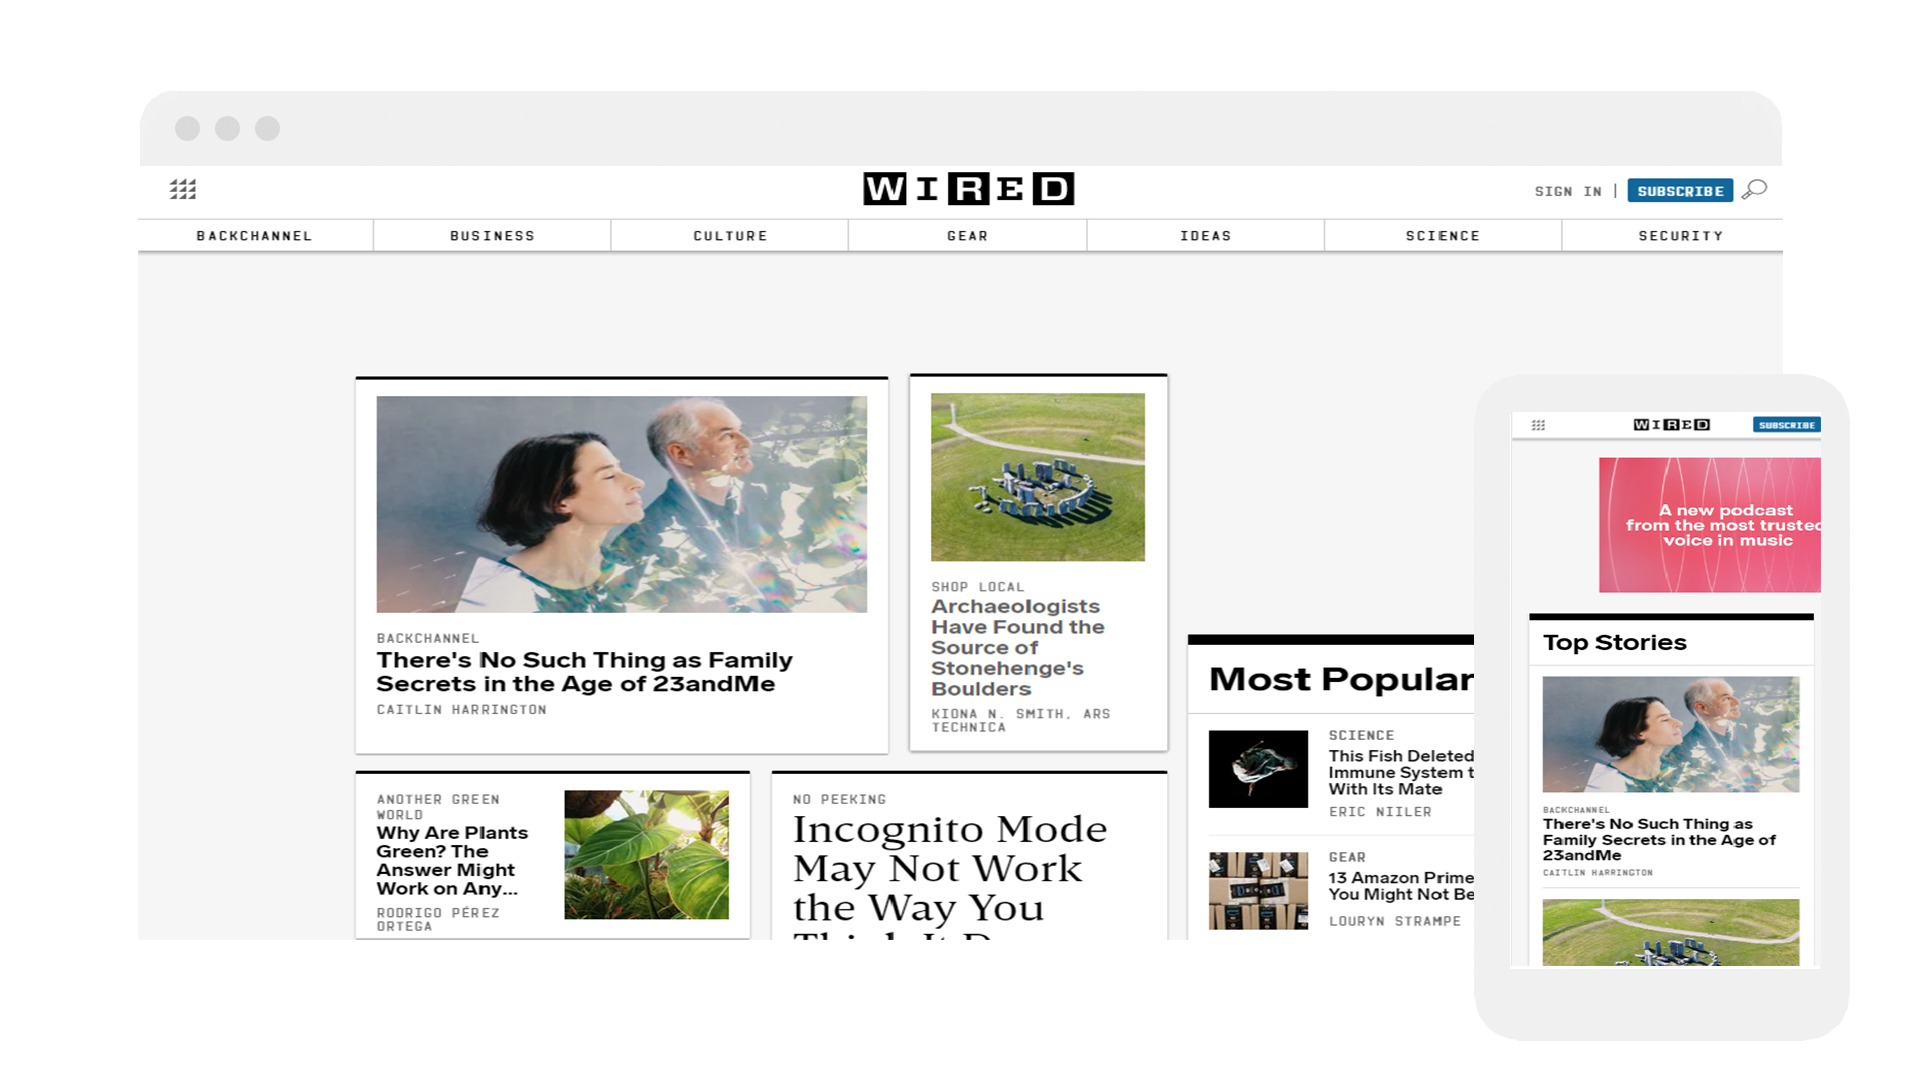 WIRED
SIGN IN |
SUBSCRIBE
BACKCHANNEL
BUSINESS
CULTURE
GEAR
IDEAS
SCIENCE
SECURITY
BACKCHANNEL
There's No Such Thing as Family
Secrets in the Age of 23andMe
CAITLIN HARRINGTON
SHOP LOCAL
Archaeologists
Have Found the
Source of
Stonehenge's
Boulders
KIONA N. SMITH, ARS
TECHNICA
ANOTHER GREEN
WORLD
Why Are Plants
Green? The
Answer Might
Work on Any...
RODRIGO PÉREZ
ORTEGA
NO PEEKING
Incognito Mode
May Not Work
the Way You
Most Popular
SCIENCE
This Fish Deleted
Immune System
With Its Mate
ERIC NIILER
GEAR
13 Amazon Prime
You Might Not
LOURYN STRAMPE
WIRED
SUBSCRIBE
A new podcast
from the most trusted
voice in music
Top Stories
BACKCHANNEL
There's No Such Thing as
Family Secrets in the Age of
23andMe
CAITLIN HARRINGTON